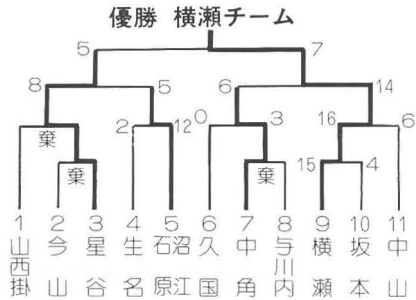 優勝 横瀬チーム
5 7
8 5 6 14
棄 2 12 0 3 16 6
棄 棄 15 4
1 2 3 4 5 6 7 8 9 10 11
山西掛 今山 星谷 生名 石原 沼江 久国 中角 与川内 横瀬 坂本 中山